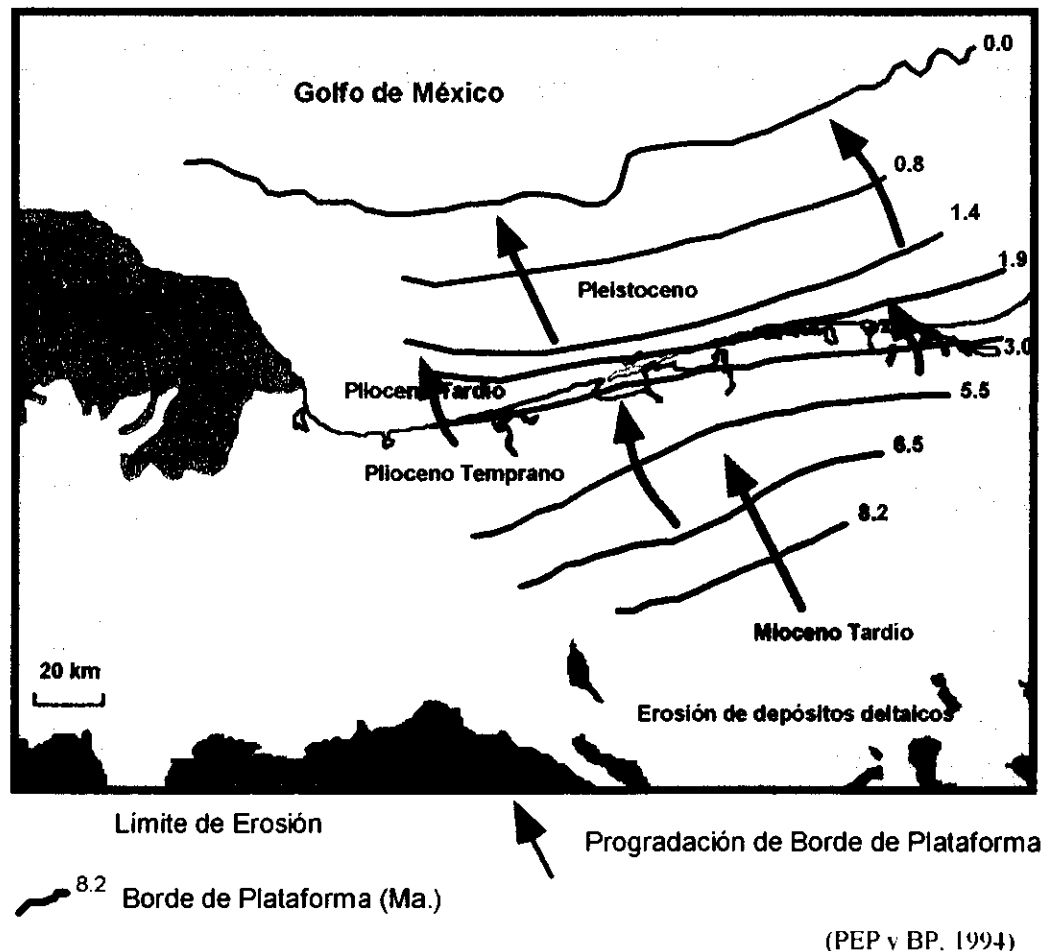 0.0
Golfo de México
0.8
1.4
1.9
Pleistoceno
3.0
Plioceno Tardío
5.5
6.5
Plioceno Temprano
8.2
Mioceno Tardío
20 km
Erosión de depósitos deltaicos
Límite de Erosión
Progradación de Borde de Plataforma
8.2 Borde de Plataforma (Ma.)
(PEP y BP. 1994)